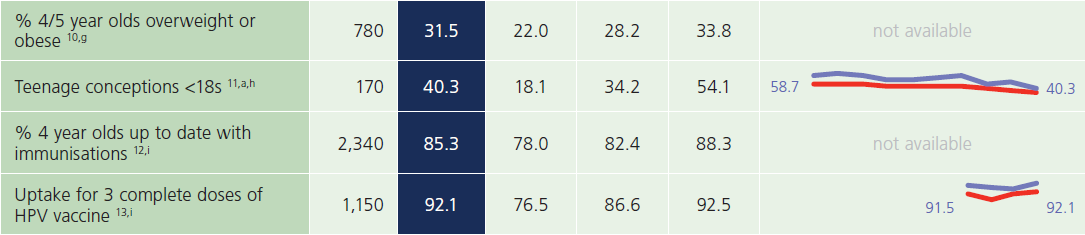 % 4/5 year olds overweight or
obese 10,g
780 31.5 22.0 28.2 33.8 not available
Teenage conceptions <18s 11,a,h 170 40.3 18.1 34.2 54.1 58.7 40.3
% 4 year olds up to date with
immunisations 12,i
2,340 85.3 78.0 82.4 88.3 not available
Uptake for 3 complete doses of
HPV vaccine 13,i
1,150 92.1 76.5 86.6 92.5 91.5 92.1